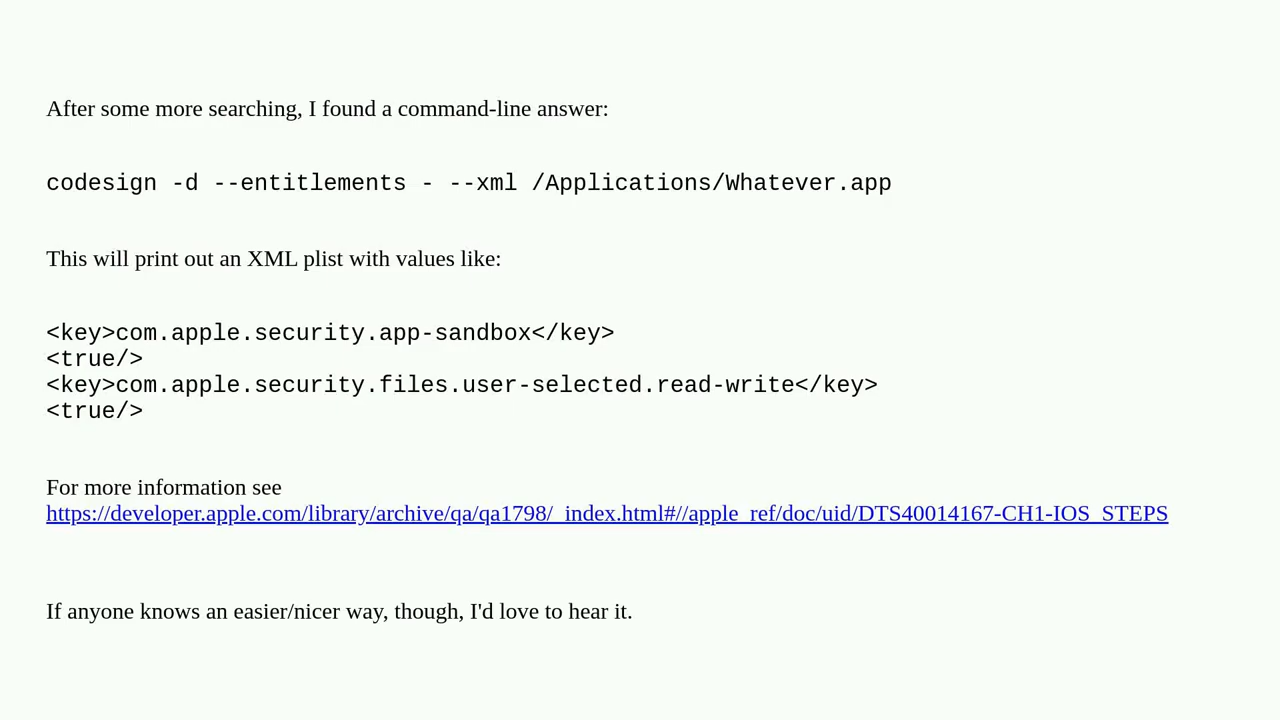 After some more searching, I found a command-line answer:
codesign -d --entitlements - --xml /Applications/Whatever.app
This will print out an XML plist with values like:
<key>com.apple.security.app-sandbox</key>
<true/>
<key>com.apple.security.files.user-selected.read-write</key>
<true/>
For more information see
https://developer.apple.com/library/archive/qa/qa1798/_index.html#//apple_ref/doc/uid/DTS40014167-CH1-IOS_STEPS
If anyone knows an easier/nicer way, though, I'd love to hear it.